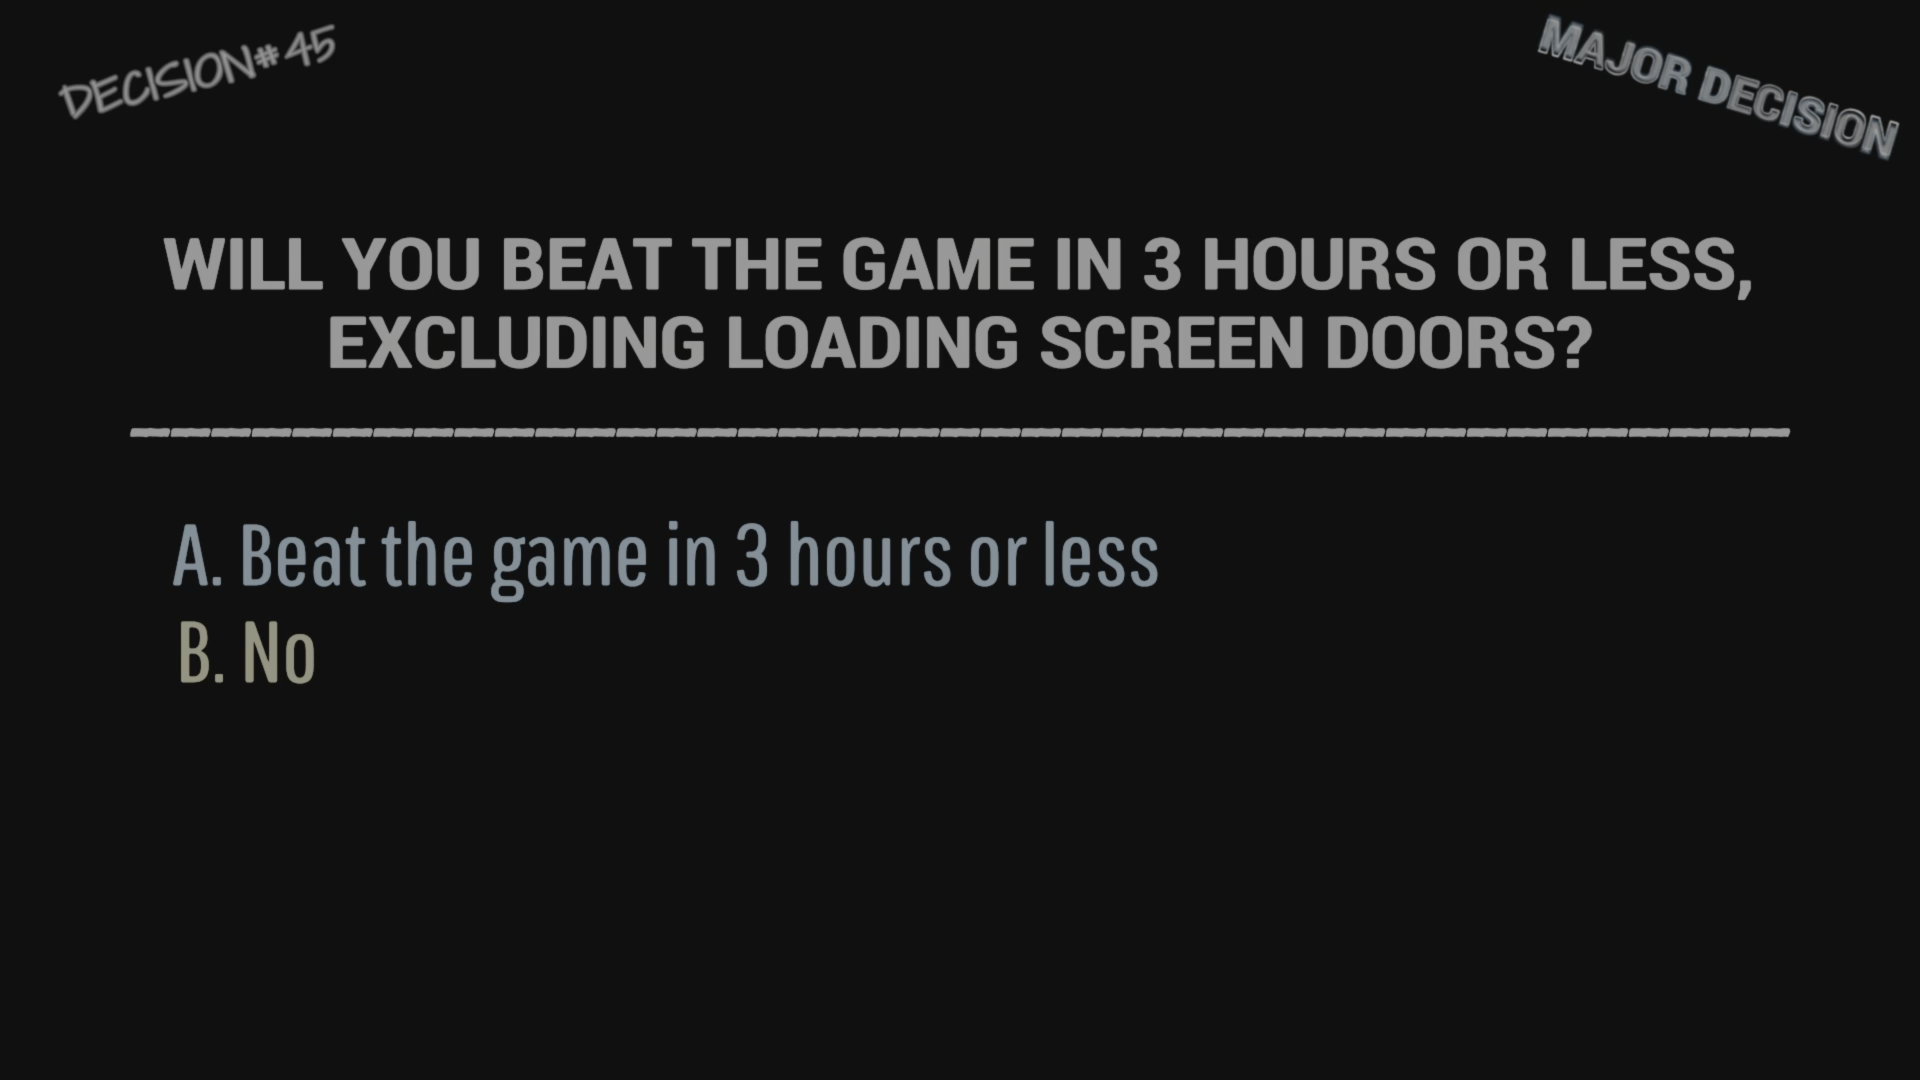 DECISION# 45
MAJOR DECISION
WILL YOU BEAT THE GAME IN 3 HOURS OR LESS,
EXCLUDING LOADING SCREEN DOORS?
A. Beat the game in 3 hours or less
B. No